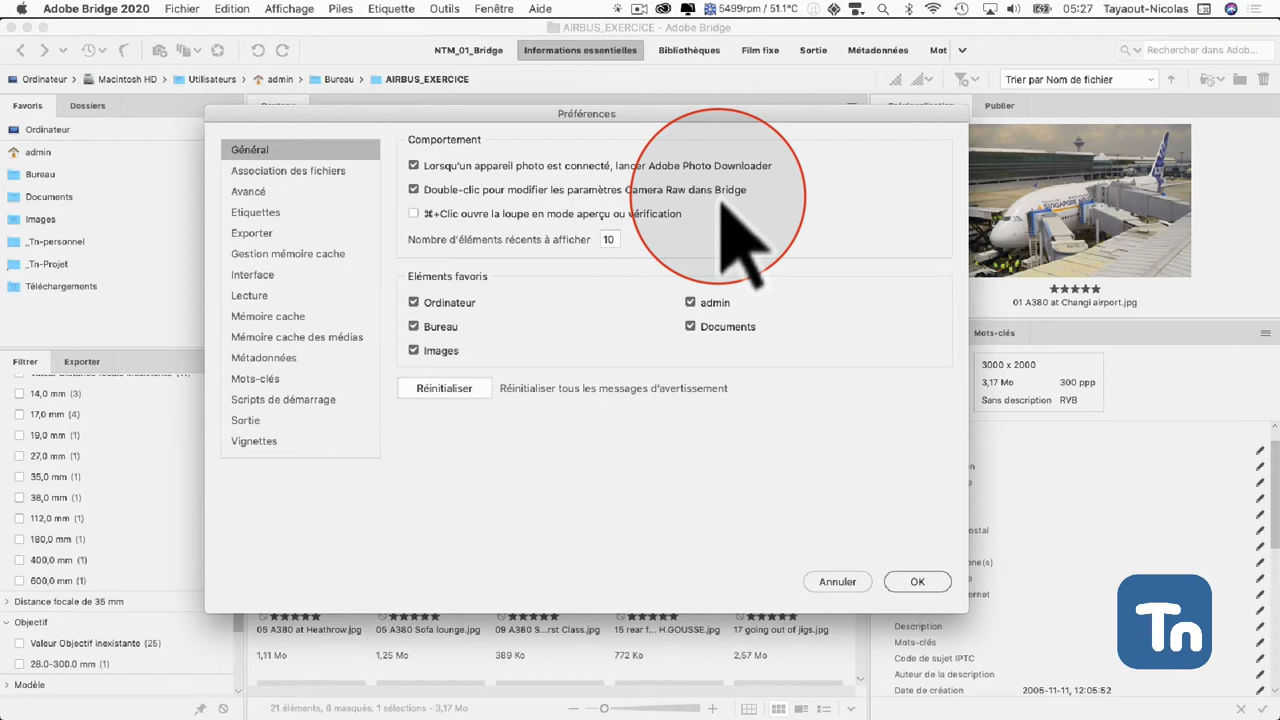 Adobe Bridge 2020 Fichier Edition Affichage Piles Etiquette Outils Fenêtre Aide 5499rpm / 51.1°C 05:27 Tayaout-Nicolas
AIRBUS_EXERCICE - Adobe Bridge
NTM_01_Bridge Informations essentielles Bibliothèques Film fixe Sortie Métadonnées Mot Rechercher dans Adob...
Ordinateur Macintosh HD Utilisateurs admin Bureau AIRBUS_EXERCICE Trier par Nom de fichier
Favoris Dossiers Publier
Préférences
Ordinateur
admin
Bureau
Documents
Images
_Tn-personnel
_Tn-Projet
Téléchargements
Général
Association des fichiers
Avancé
Etiquettes
Exporter
Gestion mémoire cache
Interface
Lecture
Mémoire cache
Mémoire cache des médias
Métadonnées
Mots-clés
Scripts de démarrage
Sortie
Vignettes
Comportement
Lorsqu'un appareil photo est connecté, lancer Adobe Photo Downloader
Double-clic pour modifier les paramètres Camera Raw dans Bridge
⌘+Clic ouvre la loupe en mode aperçu ou vérification
Nombre d'éléments récents à afficher 10
Eléments favoris
Ordinateur admin
Bureau Documents
Images
Réinitialiser Réinitialiser tous les messages d'avertissement
Annuler OK
SINGAPORE
01 A380 at Changi airport.jpg
Mots-clés
3000 x 2000
3,17 Mo 300 ppp
Sans description RVB
Filtrer Exporter
14,0 mm (3)
17,0 mm (4)
19,0 mm (1)
27,0 mm (1)
35,0 mm (1)
38,0 mm (1)
112,0 mm (1)
180,0 mm (1)
400,0 mm (1)
600,0 mm (1)
Distance focale de 35 mm
Objectif
Valeur Objectif inexistante (25)
28.0-300.0 mm (1)
Modèle
05 A380 at Heathrow.jpg 05 A380 Sofa lounge.jpg 09 A380 S...rst Class.jpg 15 rear f... H.GOUSSE.jpg 17 going out of jigs.jpg
1,11 Mo 1,25 Mo 389 Ko 772 Ko 2,57 Mo
21 éléments, 6 masqués, 1 sélections - 3,17 Mo
Description
Mots-clés
Code de sujet IPTC
Auteur de la description
Date de création 2005-11-11, 12:05:52
Tn